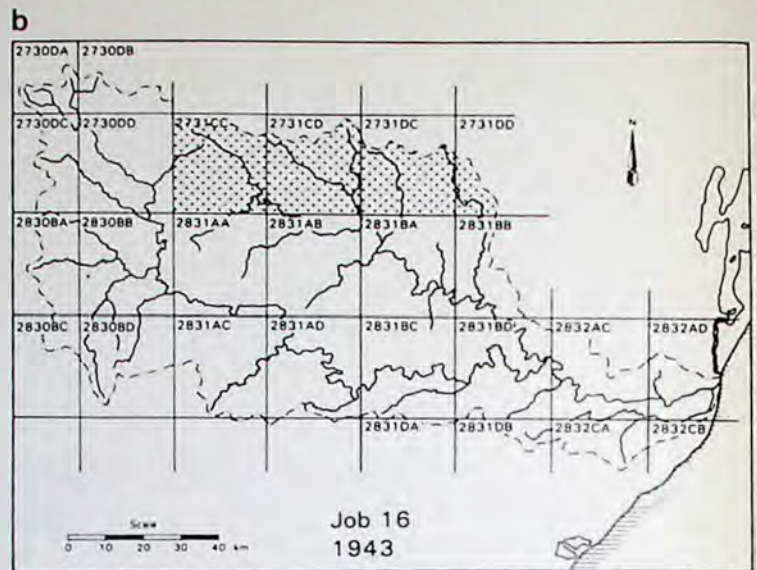 b
2730DA 2730DB
2730DC 2730DD 2731CC 2731CD 2731DC 2731DD
N
2830BA 2830BB 2831AA 2831AB 2831BA 2831BB
2830BC 2830BD 2831AC 2831AD 2831BC 2831BD 2832AC 2832AD
2831DA 2831DB 2832CA 2832CB
Scale
0 10 20 30 40 km
Job 16
1943